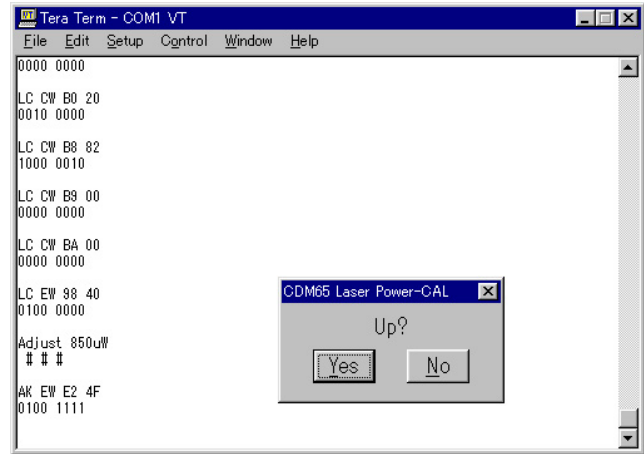 Tera Term - COM1 VT
File Edit Setup Control Window Help
0000 0000
LC CW B0 20
0010 0000
LC CW B8 82
1000 0010
LC CW B9 00
0000 0000
LC CW BA 00
0000 0000
LC EW 98 40
0100 0000
Adjust 850uW
# # #
AK EW E2 4F
0100 1111
CDM65 Laser Power-CAL
Up?
Yes No